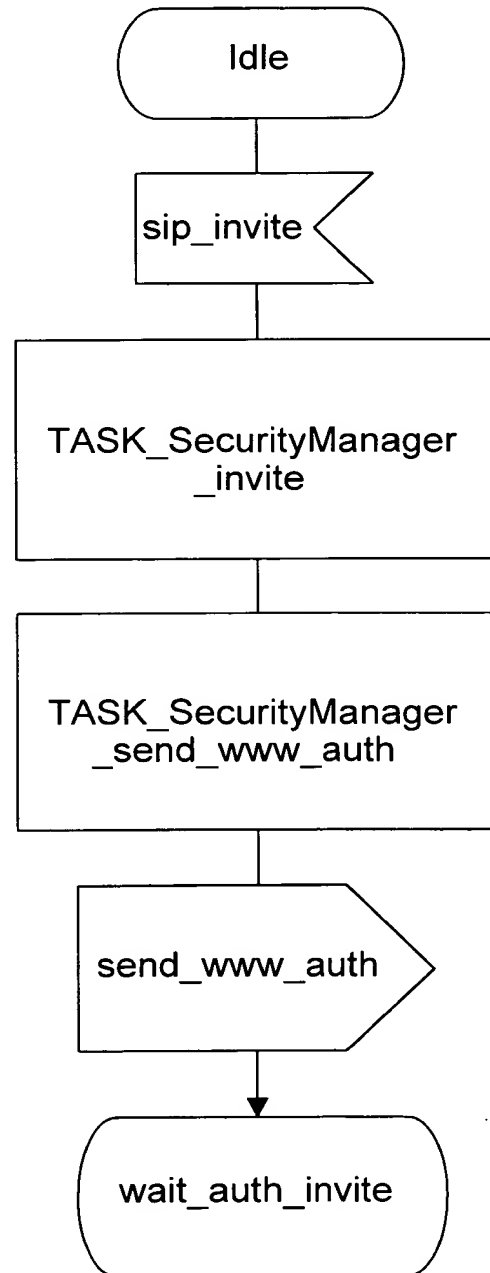 Idle
sip_invite
TASK_SecurityManager
_invite
TASK_SecurityManager
_send_www_auth
send_www_auth
wait_auth_invite